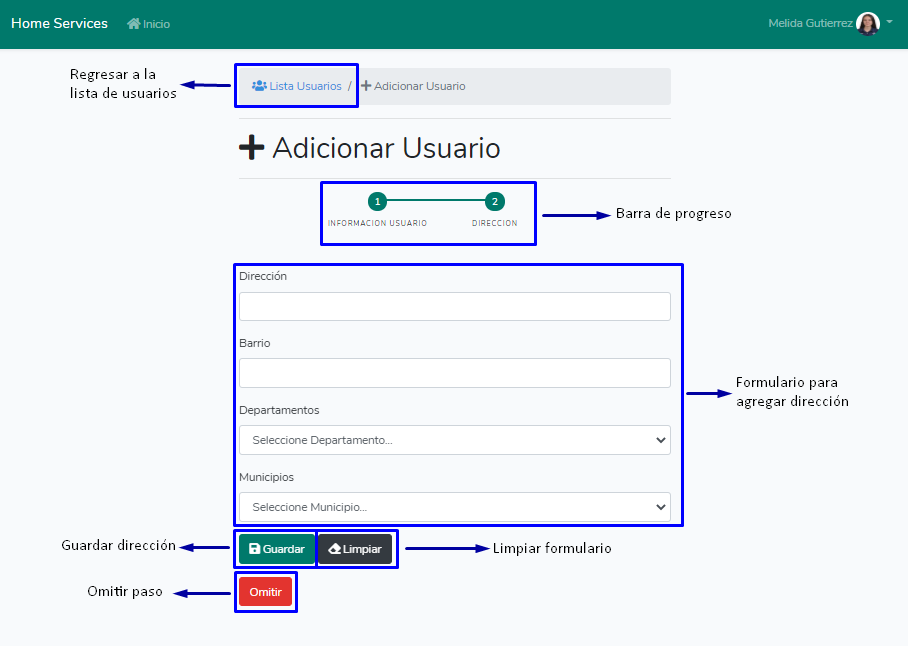 Home Services Inicio Melida Gutierrez
Regresar a la
lista de usuarios
Lista Usuarios / Adicionar Usuario
Adicionar Usuario
1 2
INFORMACION USUARIO DIRECCION
Barra de progreso
Dirección
Barrio
Departamentos
Seleccione Departamento...
Municipios
Seleccione Municipio...
Formulario para
agregar dirección
Guardar dirección
Guardar Limpiar
Limpiar formulario
Omitir paso
Omitir